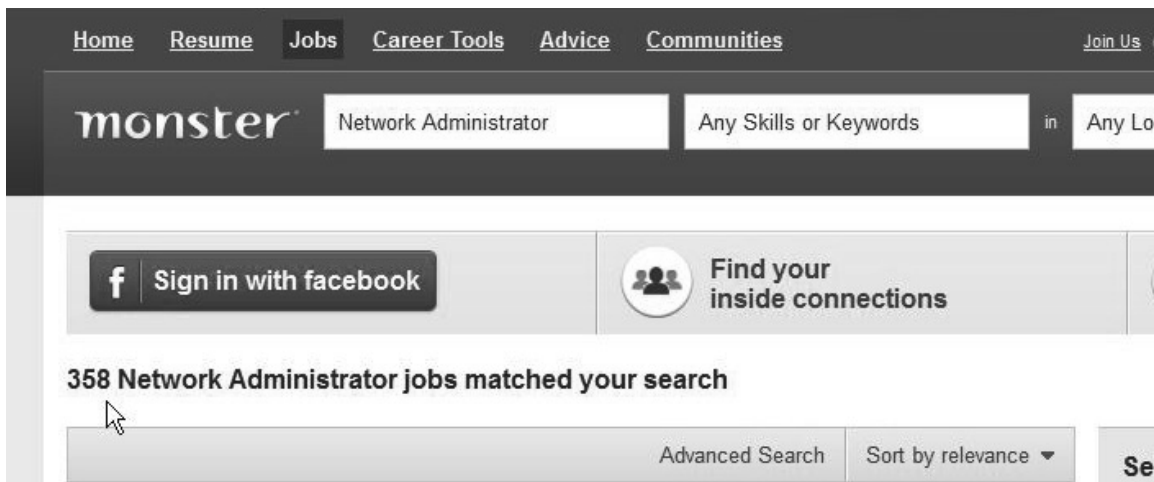 Home Resume Jobs Career Tools Advice Communities Join Us
monster Network Administrator Any Skills or Keywords in Any Lo
f Sign in with facebook
Find your
inside connections
358 Network Administrator jobs matched your search
Advanced Search Sort by relevance
Se